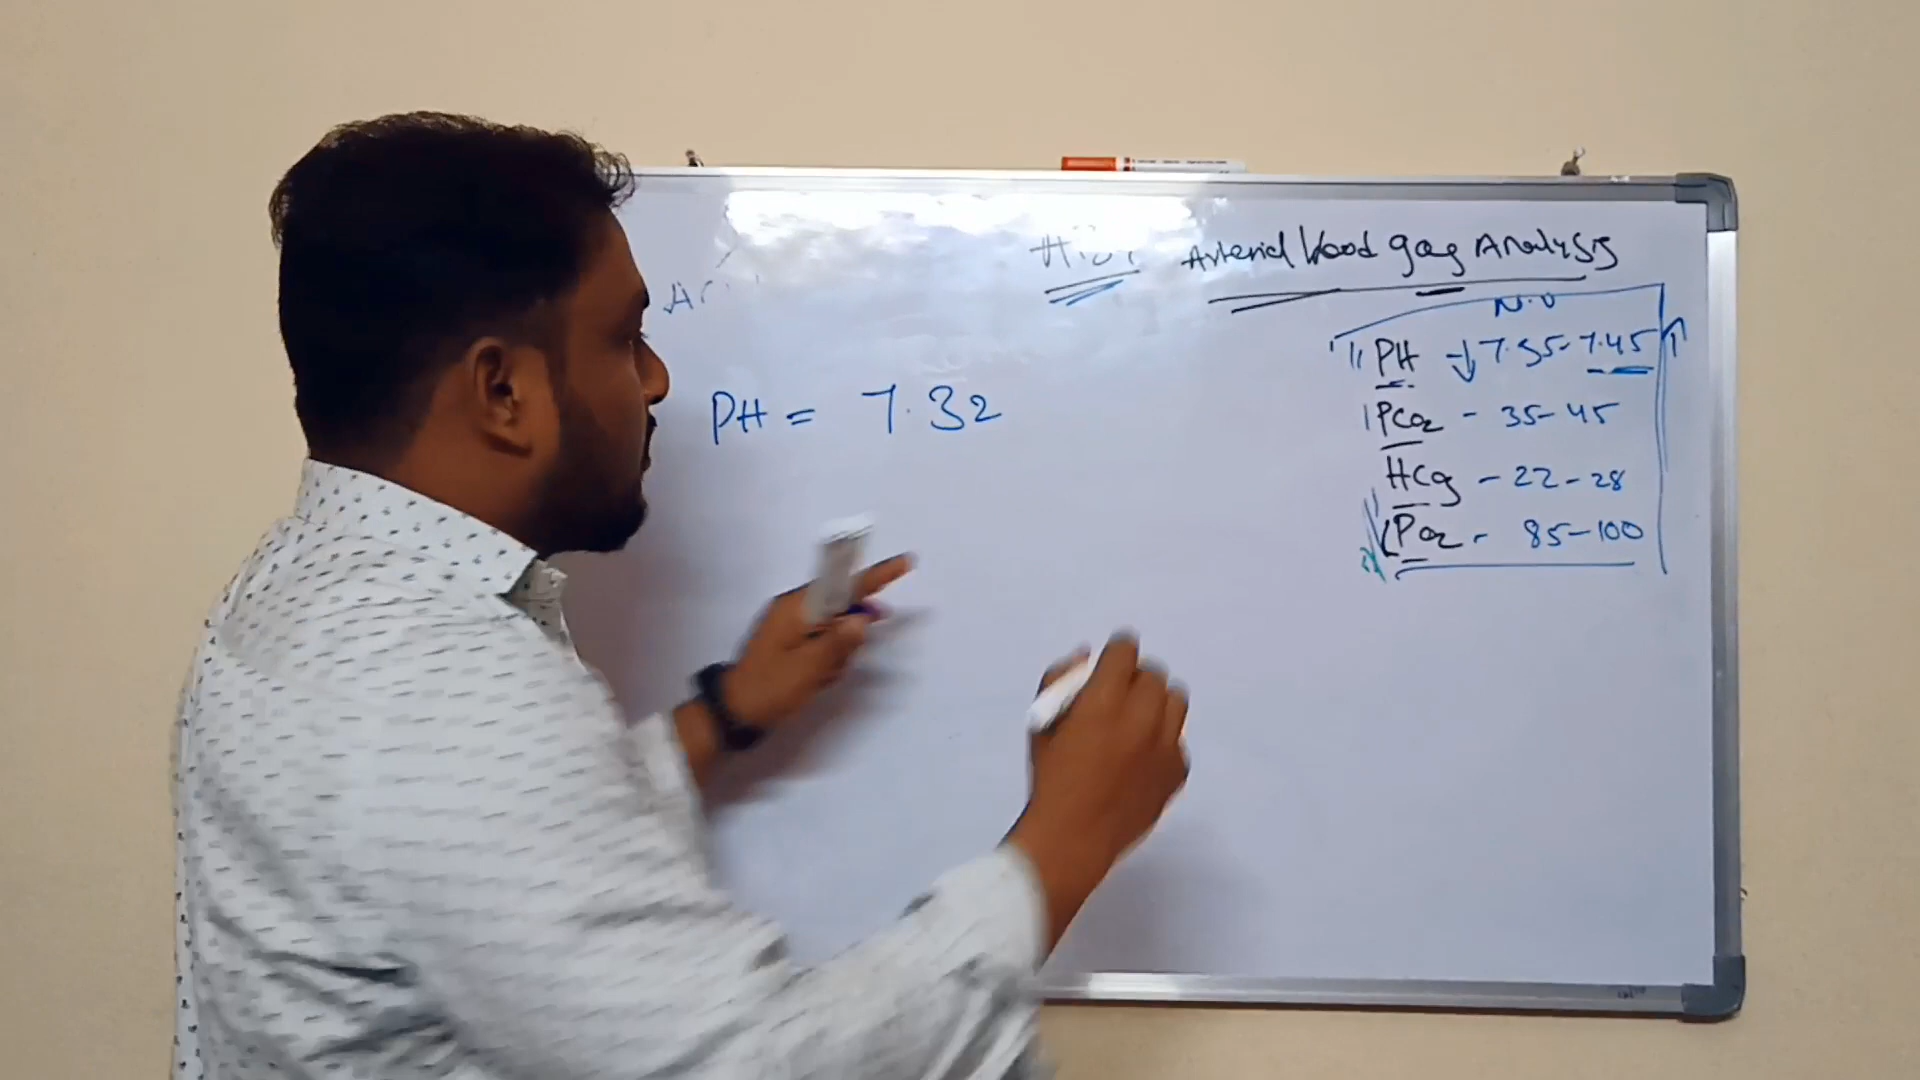 Arterial blood gas Analysis
N.V
PH - 7.35-7.45
PCO2 - 35-45
HCO3 - 22-28
PO2 - 85-100
PH = 7.32